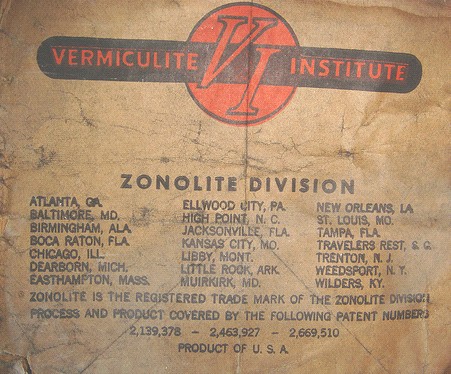 VERMICULITE VI INSTITUTE
ZONOLITE DIVISION
ATLANTA, GA. ELLWOOD CITY, PA. NEW ORLEANS, LA
BALTIMORE, MD. HIGH POINT, N. C. ST. LOUIS, MO.
BIRMINGHAM, ALA. JACKSONVILLE, FLA. TAMPA, FLA.
BOCA RATON, FLA. KANSAS CITY, MO. TRAVELERS REST, S. C.
CHICAGO, ILL. LIBBY, MONT. TRENTON, N. J.
DEARBORN, MICH. LITTLE ROCK, ARK. WEEDSPORT, N. Y.
EASTHAMPTON, MASS. MUIRKIRK, MD. WILDERS, KY.
ZONOLITE IS THE REGISTERED TRADE MARK OF THE ZONOLITE DIVISION
PROCESS AND PRODUCT COVERED BY THE FOLLOWING PATENT NUMBERS
2,139,378 - 2,463,927 - 2,669,510
PRODUCT OF U. S. A.